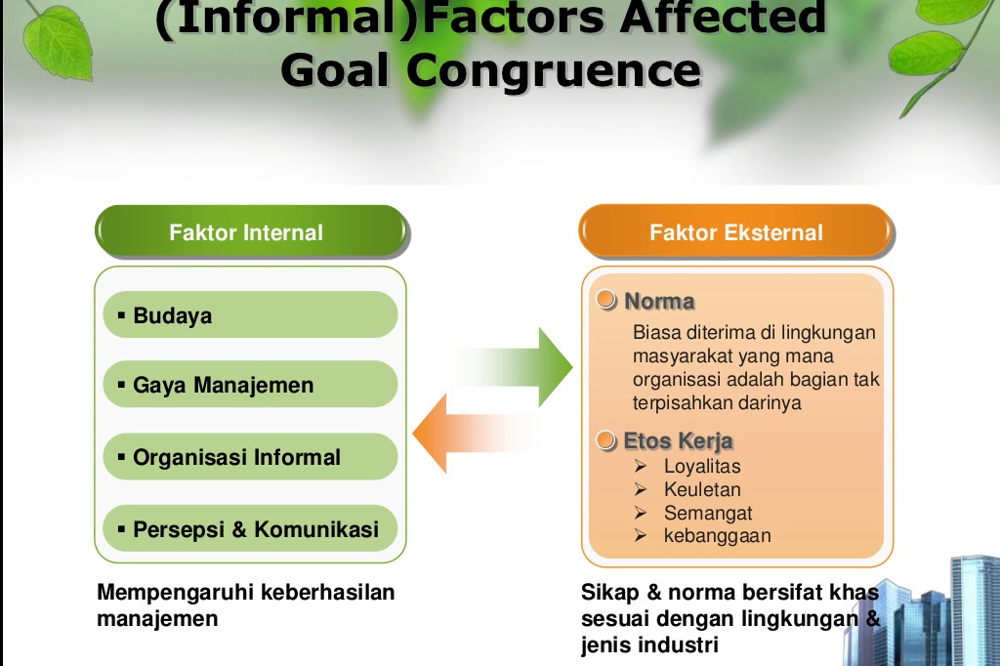 (Informal)Factors Affected
Goal Congruence
Faktor Internal
▪ Budaya
▪ Gaya Manajemen
▪ Organisasi Informal
▪ Persepsi & Komunikasi
Mempengaruhi keberhasilan
manajemen
Faktor Eksternal
Norma
Biasa diterima di lingkungan
masyarakat yang mana
organisasi adalah bagian tak
terpisahkan darinya
Etos Kerja
➢ Loyalitas
➢ Keuletan
➢ Semangat
➢ kebanggaan
Sikap & norma bersifat khas
sesuai dengan lingkungan &
jenis industri